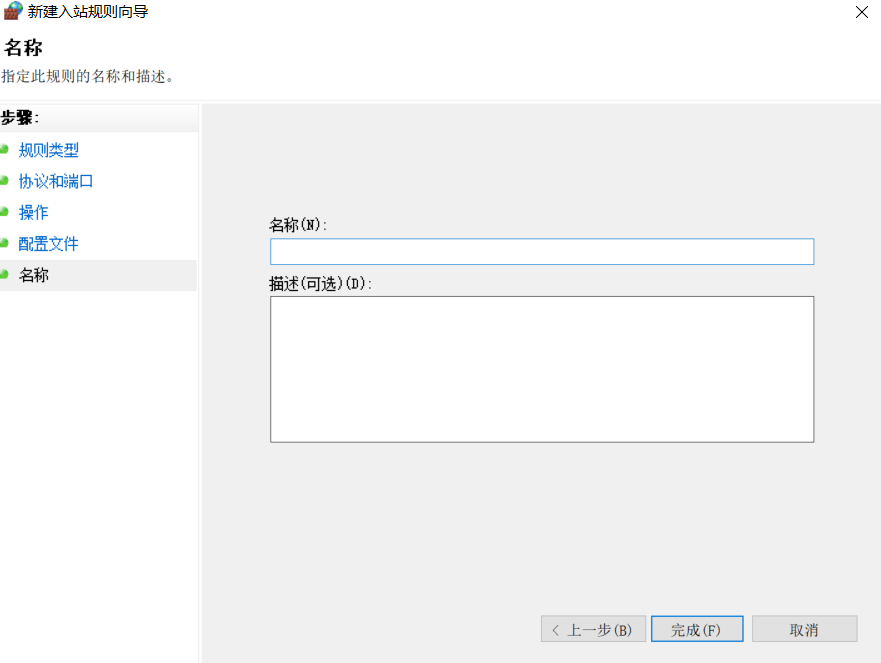 新建入站规则向导
名称
指定此规则的名称和描述。
步骤:
规则类型
协议和端口
操作
配置文件
名称
名称(N):
描述(可选)(D):
< 上一步(B)
完成(F)
取消